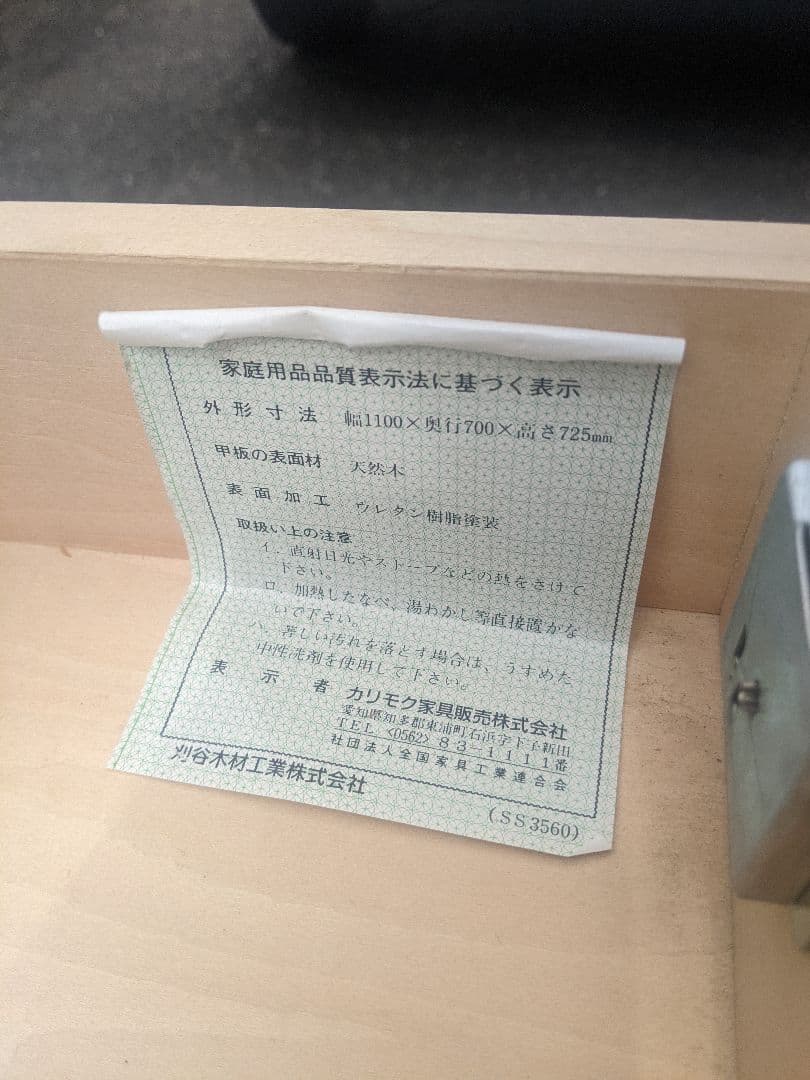 家庭用品品質表示法に基づく表示
外形寸法 幅1100×奥行700×高さ725mm
甲板の表面材 天然木
表面加工 ウレタン樹脂塗装
取扱い上の注意
イ.直射日光やストーブなどの熱をさけて
下さい。
ロ.加熱したなべ、湯わかし等直接置かな
いで下さい。
ハ.著しい汚れを落とす場合は、うすめた
中性洗剤を使用して下さい。
表示者 カリモク家具販売株式会社
愛知県知多郡東浦町石浜字下子新田
TEL〈0562〉83-1111番
社団法人全国家具工業連合会
刈谷木材工業株式会社
(SS3560)